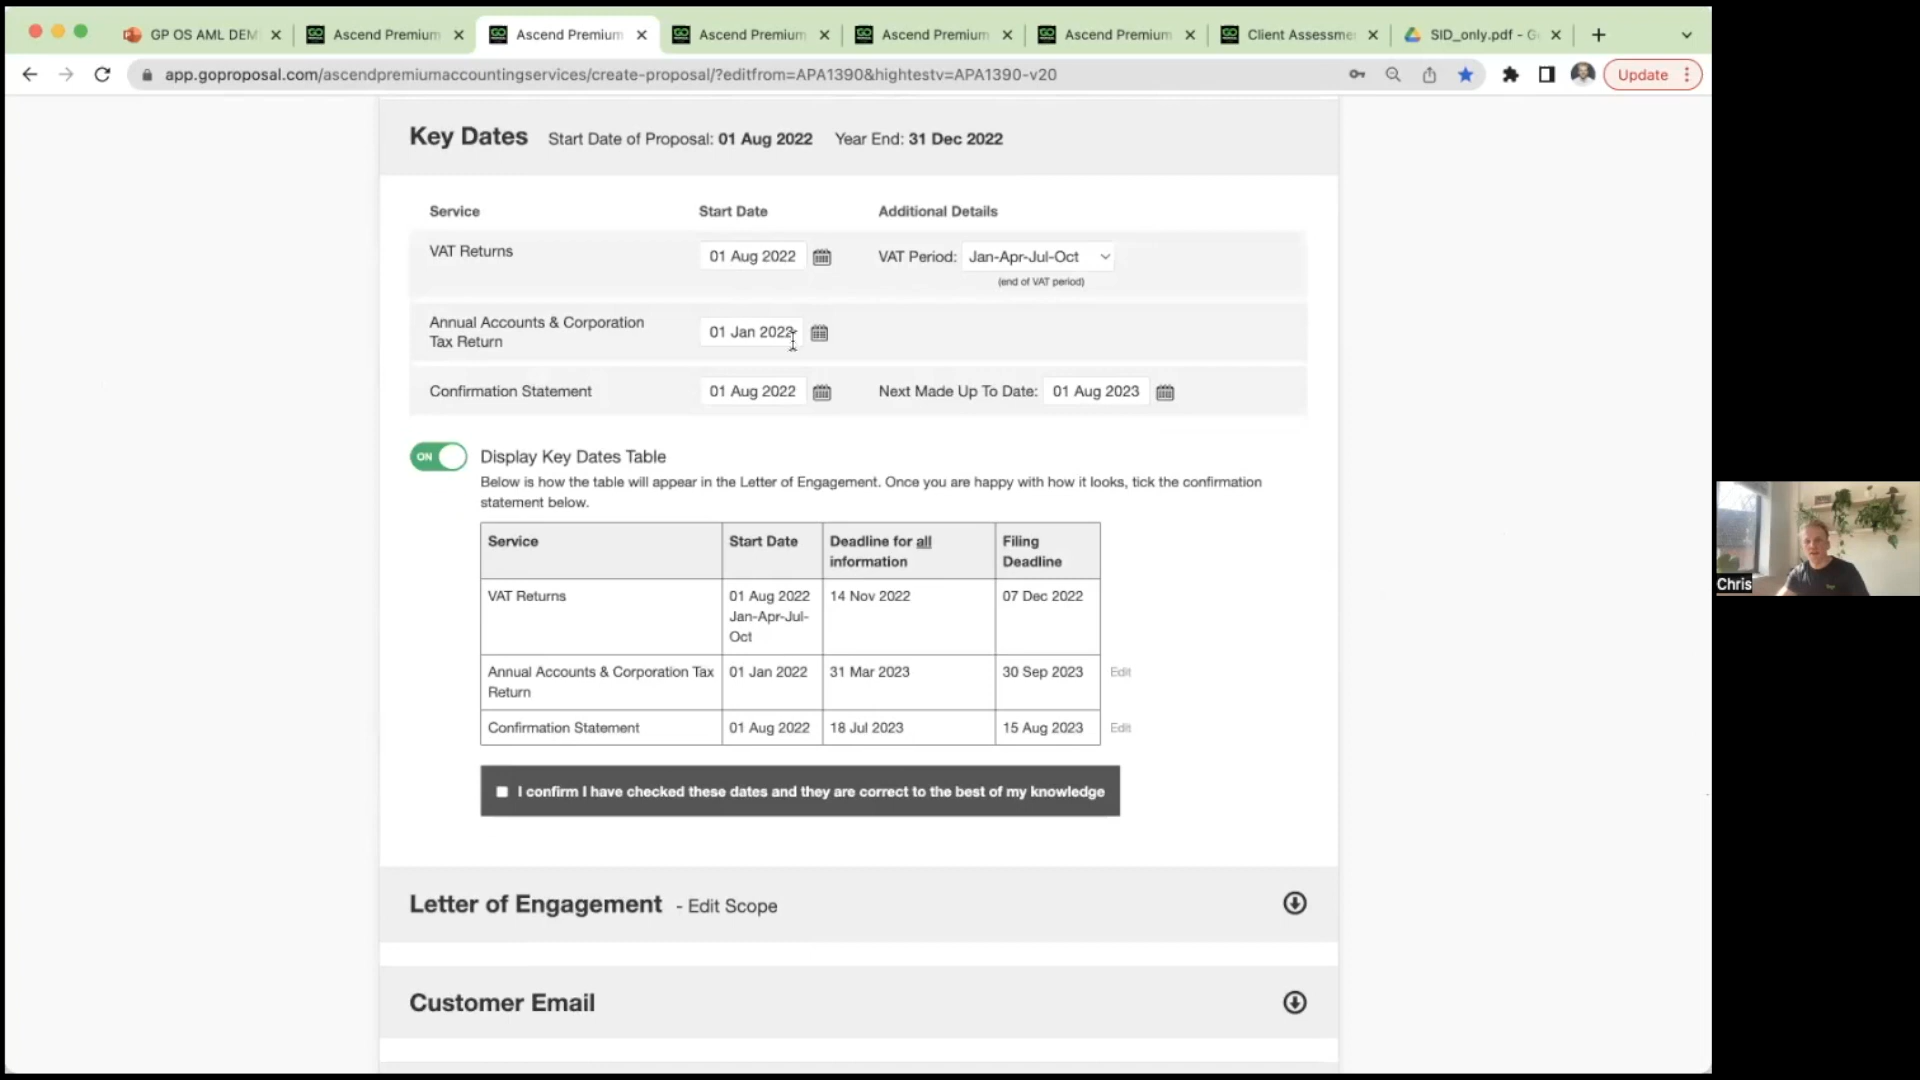 GP OS AML DEM
Ascend Premium
Ascend Premium
Ascend Premium
Ascend Premium
Ascend Premium
Client Assessme
SID_only.pdf - G
app.goproposal.com/ascendpremiumaccountingservices/create-proposal/?editfrom=APA1390&hightestv=APA1390-v20
Update
Key Dates Start Date of Proposal: 01 Aug 2022 Year End: 31 Dec 2022
Service Start Date Additional Details
VAT Returns 01 Aug 2022 VAT Period: Jan-Apr-Jul-Oct
(end of VAT period)
Annual Accounts & Corporation
Tax Return 01 Jan 2022
Confirmation Statement 01 Aug 2022 Next Made Up To Date: 01 Aug 2023
ON Display Key Dates Table
Below is how the table will appear in the Letter of Engagement. Once you are happy with how it looks, tick the confirmation
statement below.
Service Start Date Deadline for all
information Filing
Deadline
VAT Returns 01 Aug 2022
Jan-Apr-Jul-
Oct 14 Nov 2022 07 Dec 2022
Annual Accounts & Corporation Tax
Return 01 Jan 2022 31 Mar 2023 30 Sep 2023 Edit
Confirmation Statement 01 Aug 2022 18 Jul 2023 15 Aug 2023 Edit
I confirm I have checked these dates and they are correct to the best of my knowledge
Letter of Engagement - Edit Scope
Customer Email
Chris